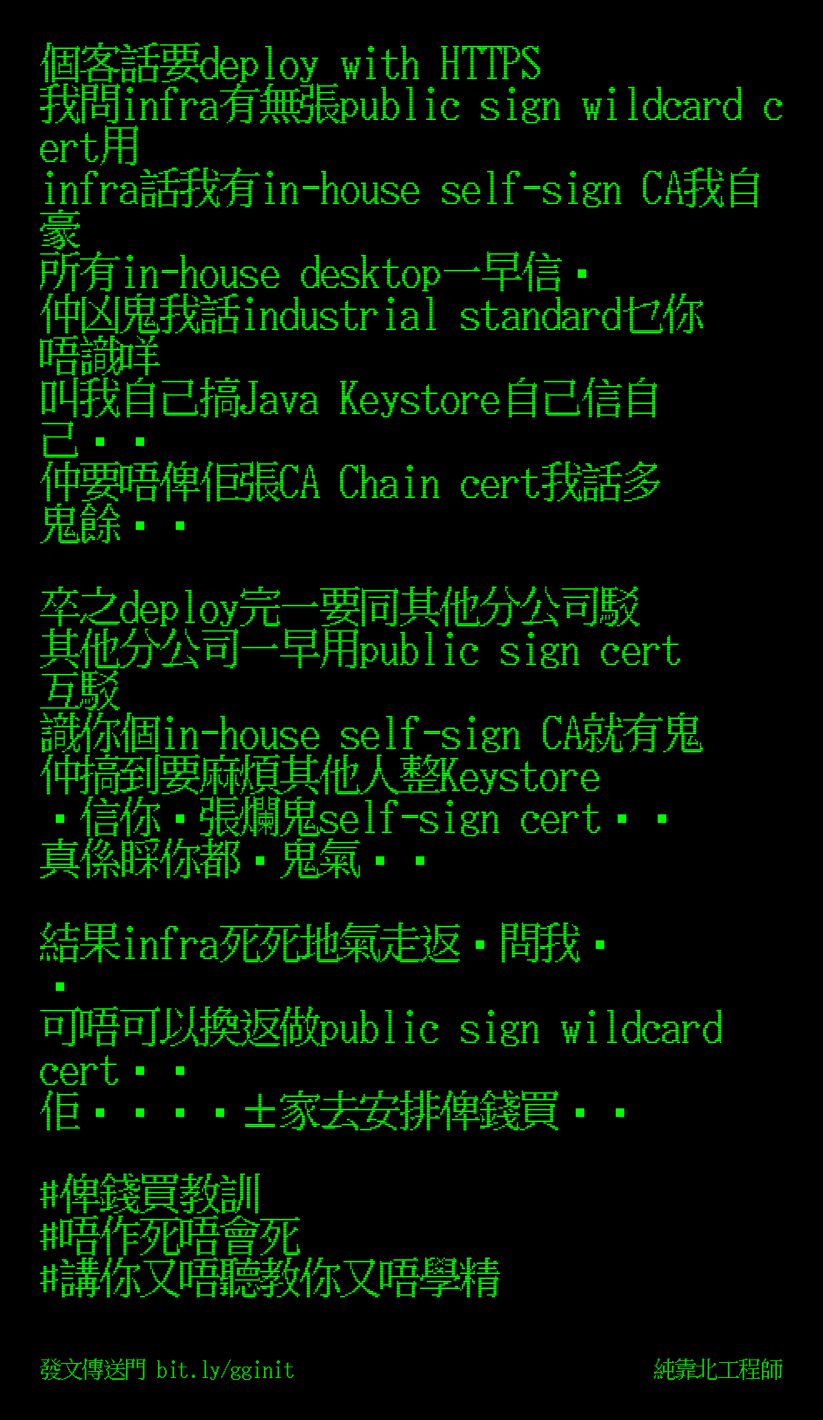 個客話要deploy with HTTPS
我問infra有無張public sign wildcard c
ert用
infra話我有in-house self-sign CA我自
豪
所有in-house desktop一早信▪
仲凶鬼我話industrial standard乜你
唔識咩
叫我自己搞Java Keystore自己信自
己▪▪
仲要唔俾佢張CA Chain cert我話多
鬼餘▪▪
卒之deploy完一要同其他分公司駁
其他分公司一早用public sign cert
互駁
識你個in-house self-sign CA就有鬼
仲搞到要麻煩其他人整Keystore
▪信你▪張爛鬼self-sign cert▪▪
真係睬你都▪鬼氣▪▪
結果infra死死地氣走返▪問我▪
▪
可唔可以換返做public sign wildcard
cert▪▪
佢▪▪▪▪±家去安排俾錢買▪▪
#俾錢買教訓
#唔作死唔會死
#講你又唔聽教你又唔學精
發文傳送門 bit.ly/gginit
純靠北工程師